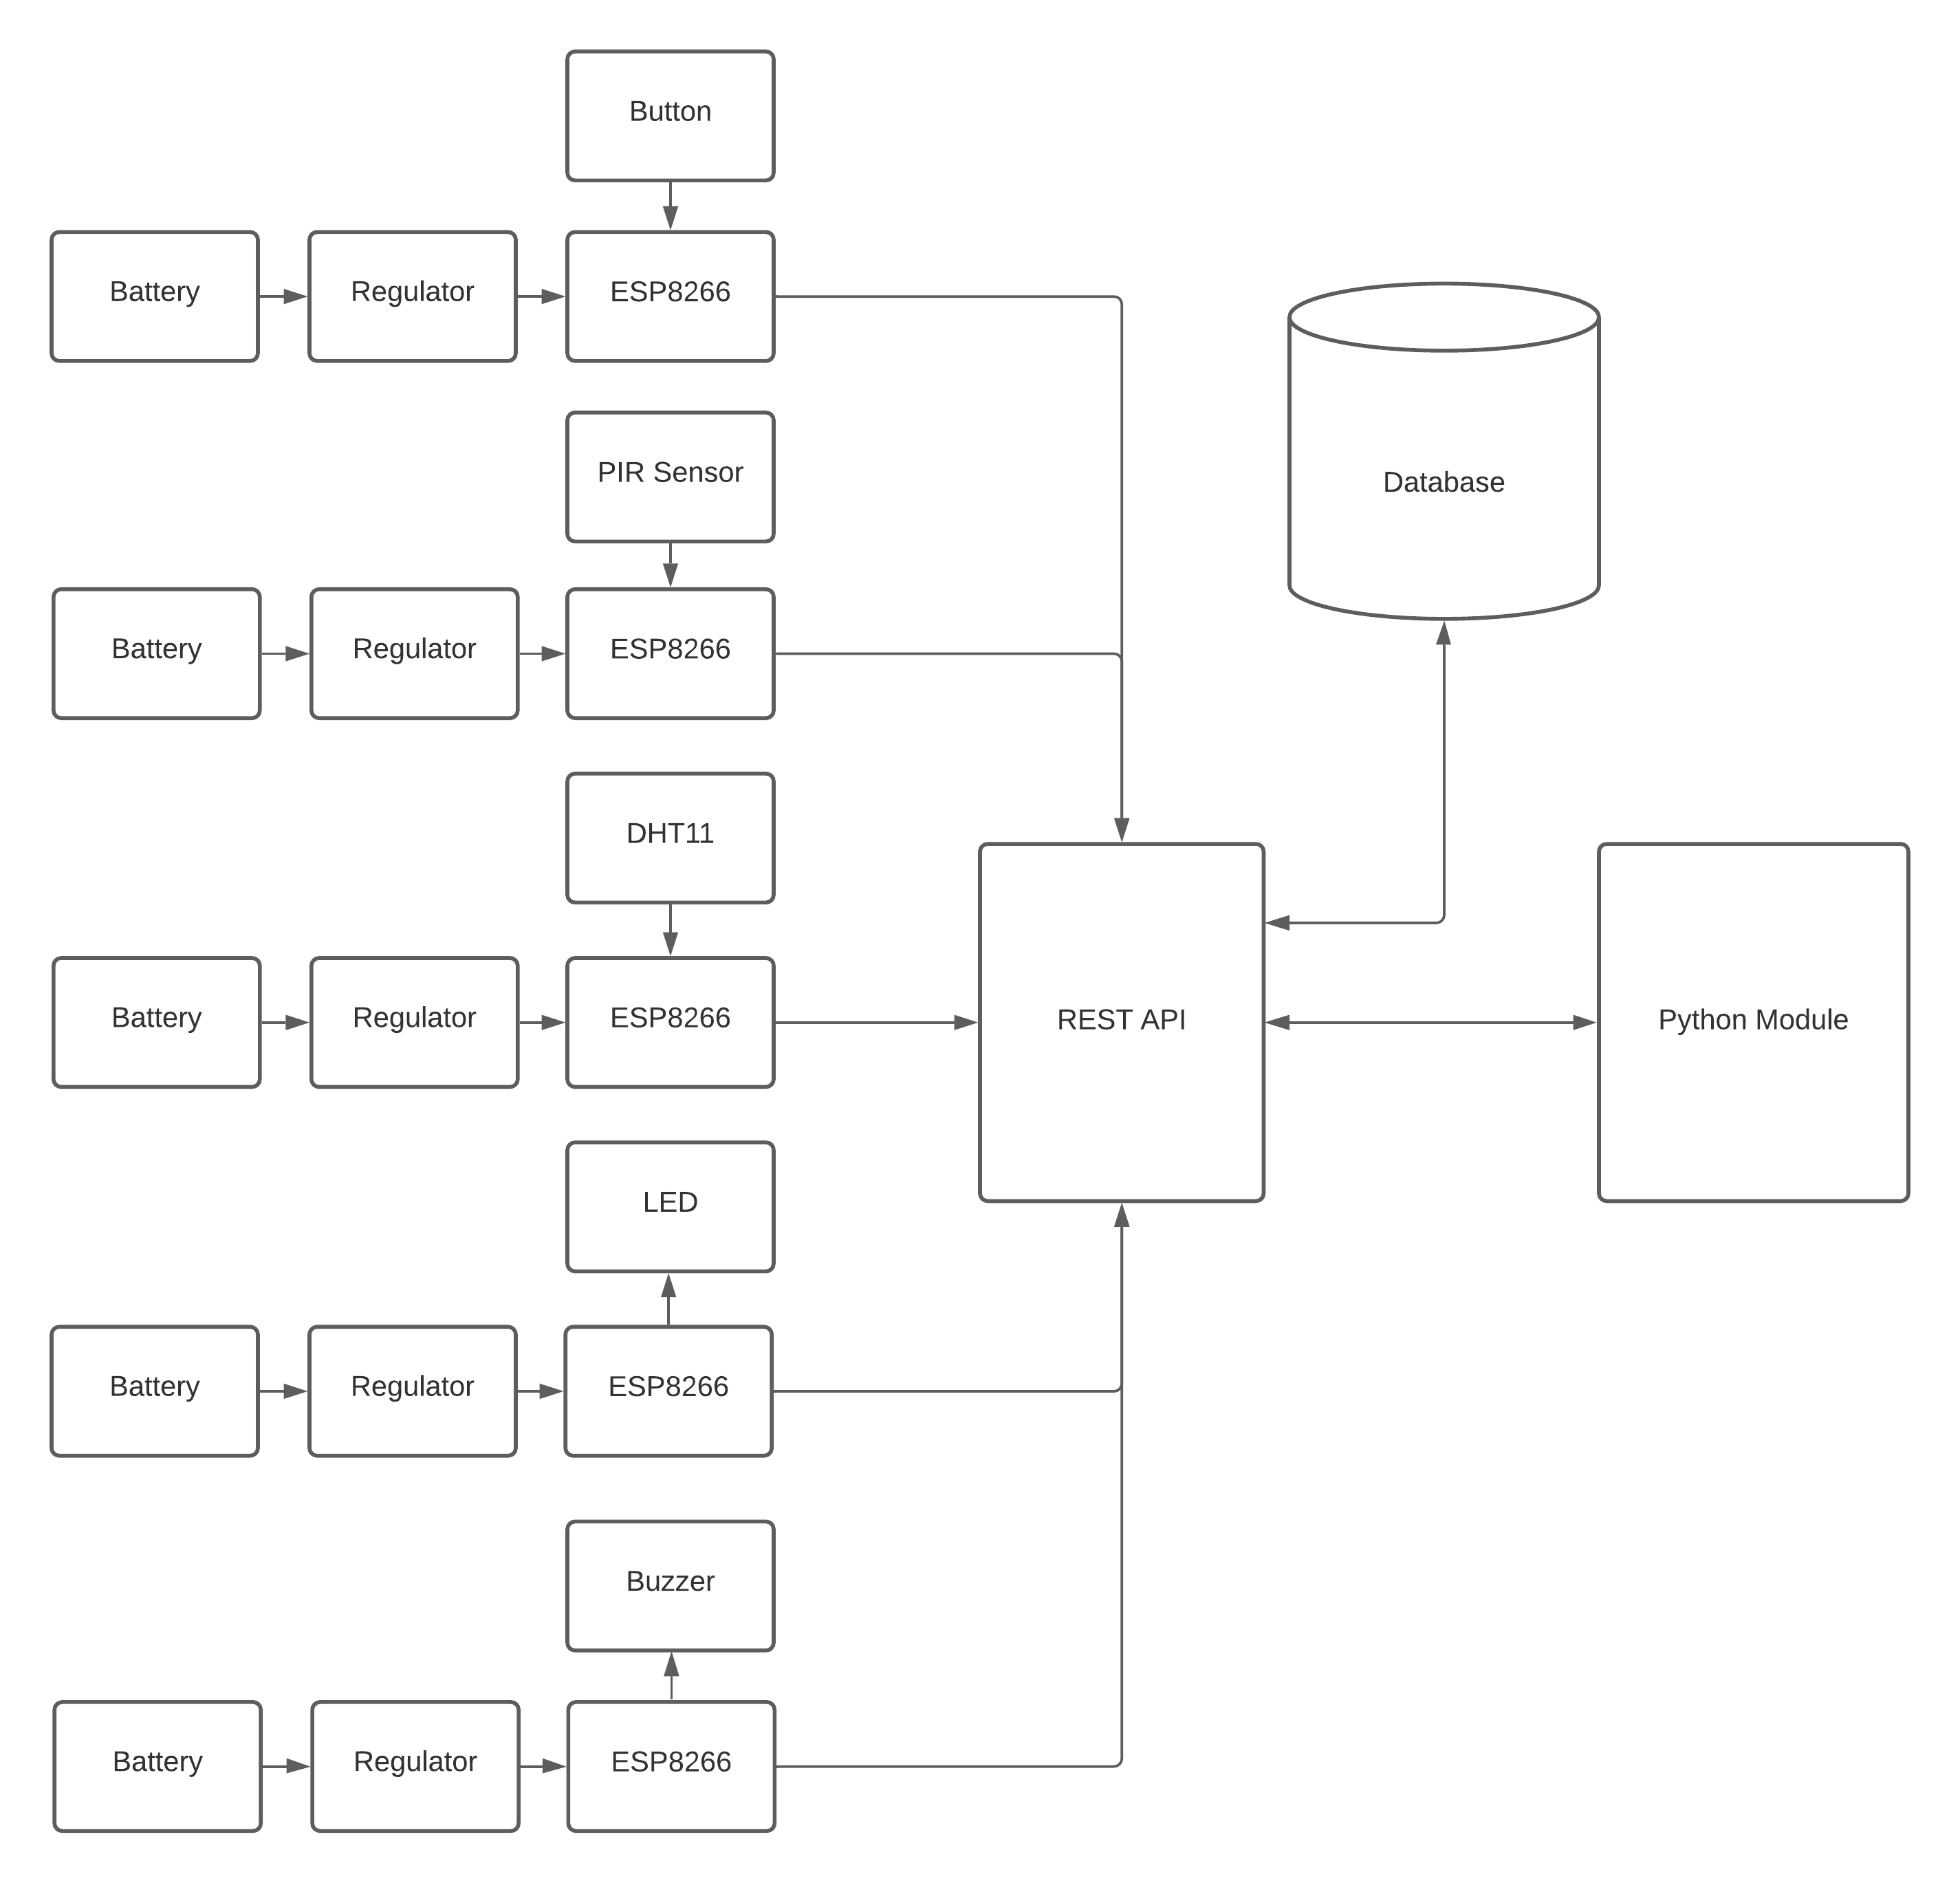 Button
Battery
Regulator
ESP8266
PIR Sensor
Database
Battery
Regulator
ESP8266
DHT11
Battery
Regulator
ESP8266
REST API
Python Module
LED
Battery
Regulator
ESP8266
Buzzer
Battery
Regulator
ESP8266